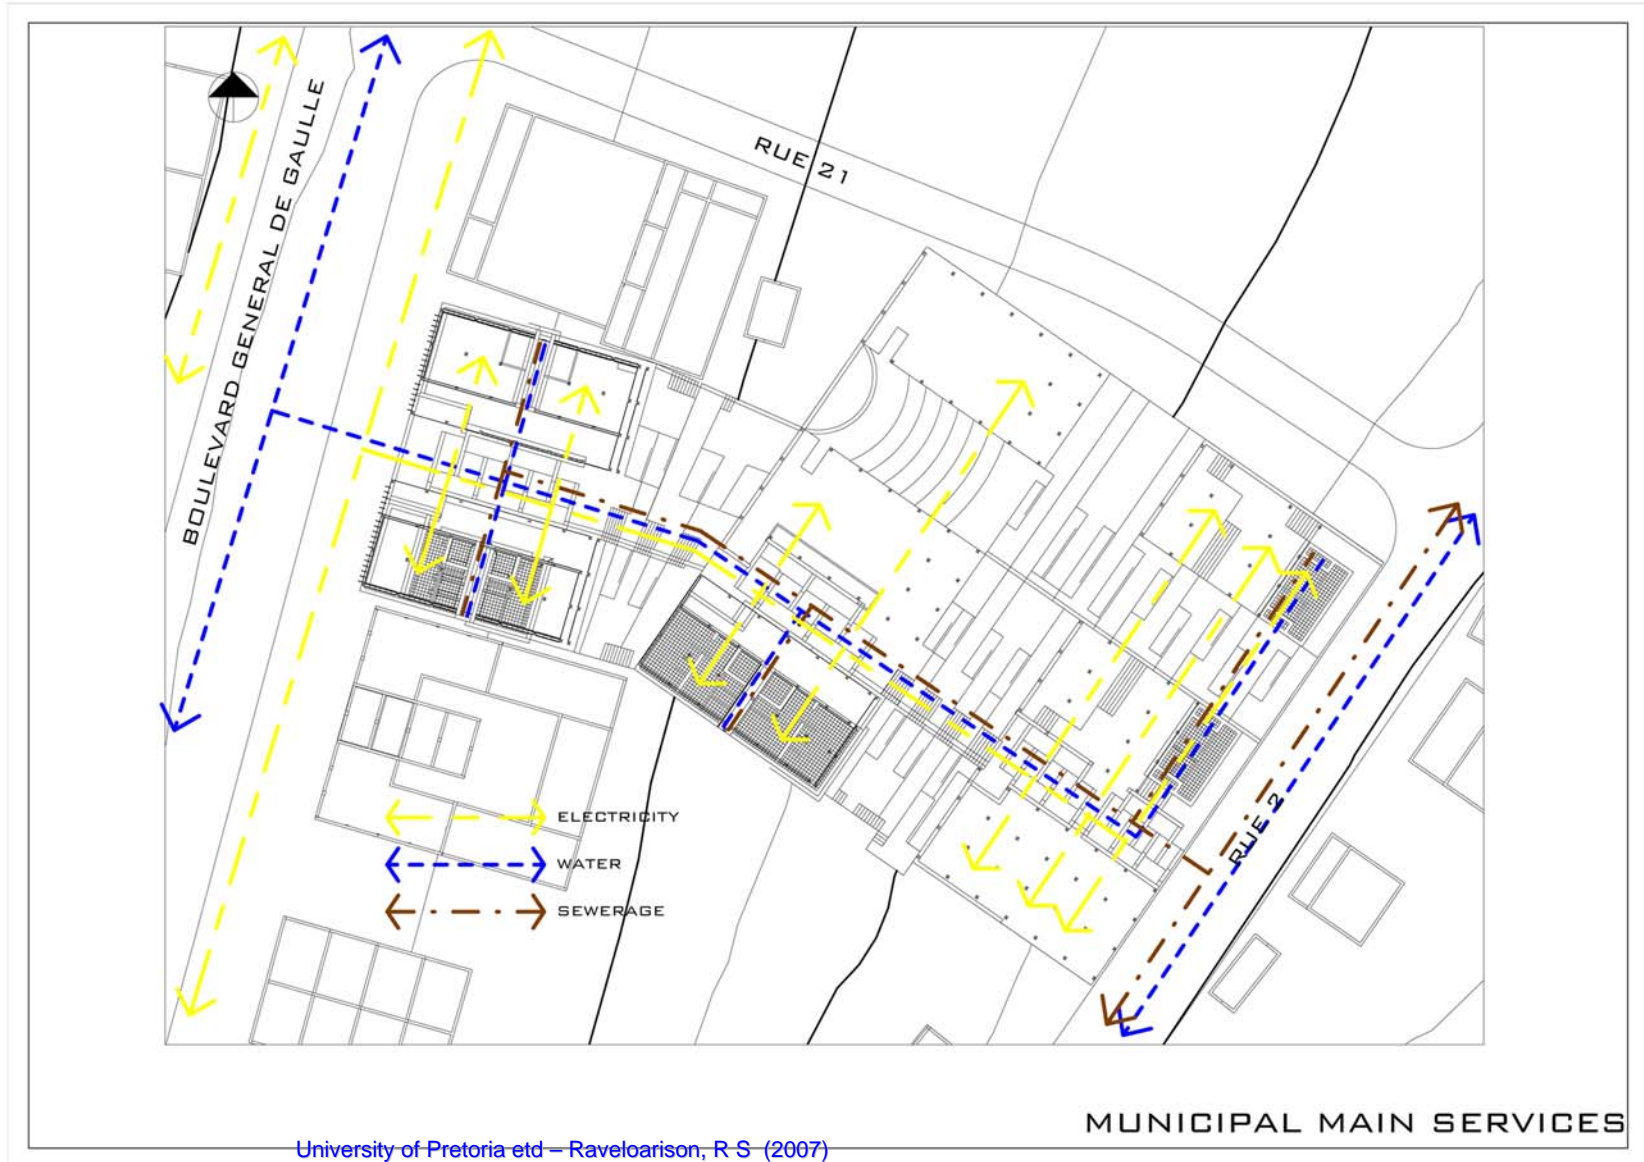 BOULEVARD GENERAL DE GAULLE
RUE 21
RUE 2
ELECTRICITY
WATER
SEWERAGE
MUNICIPAL MAIN SERVICES
University of Pretoria etd – Raveloarison, R S (2007)